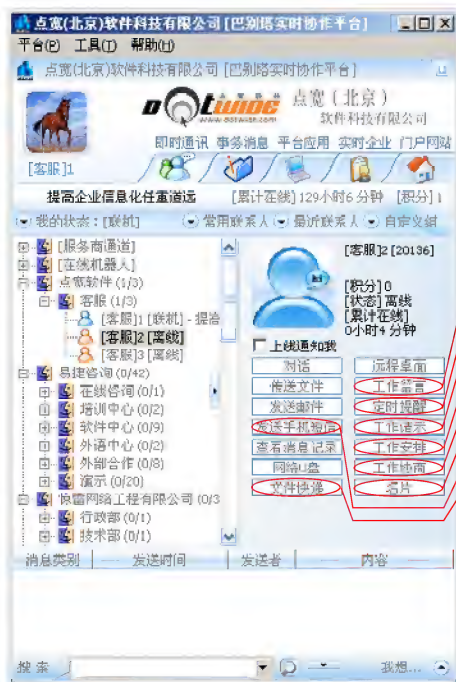 点宽(北京)软件科技有限公司 [巴别塔实时协作平台]
平台(P) 工具(T) 帮助(H)
点宽(北京)软件科技有限公司 [巴别塔实时协作平台]
DOTWIDE 点宽（北京）
www.dotwide.com 软件科技有限公司
即时通讯 事务消息 平台应用 实时企业 门户网站
[客服]1
提高企业信息化任重道远 [累计在线] 129小时6分钟 [积分] 1
我的状态：[联机] 常用联系人 最近联系人 自定义组
[服务商通道]
[在线机器人]
点宽软件 (1/3)
客服 (1/3)
[客服]1 [联机] -
[客服]2 [离线]
[客服]3 [离线]
易捷咨询 (0/42)
在线咨询 (0/1)
培训中心 (0/2)
软件中心 (0/9)
外语中心 (0/2)
外部合作 (0/8)
演示 (0/20)
惊雷网络工程有限公司 (0/3
行政部 (0/1)
技术部 (0/1)
[客服]2 [20136]
[积分] 0
[状态] 离线
[累计在线]
0小时4 分钟
上线通知我
对话 远程桌面
传送文件 工作留言
发送邮件 定时提醒
发送手机短信 工作请示
查看消息记录 工作安排
网络U盘 工作协商
文件快递 名片
消息类别 发送时间 发送者 内容
搜 索 我想...